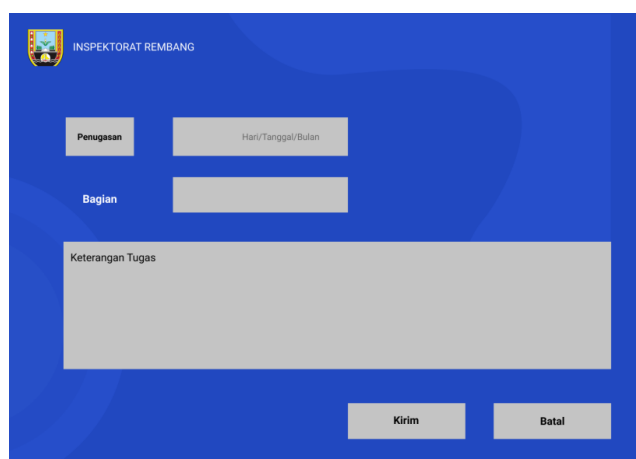 INSPEKTORAT REMBANG
Penugasan
Hari/Tanggal/Bulan
Bagian
Keterangan Tugas
Kirim
Batal